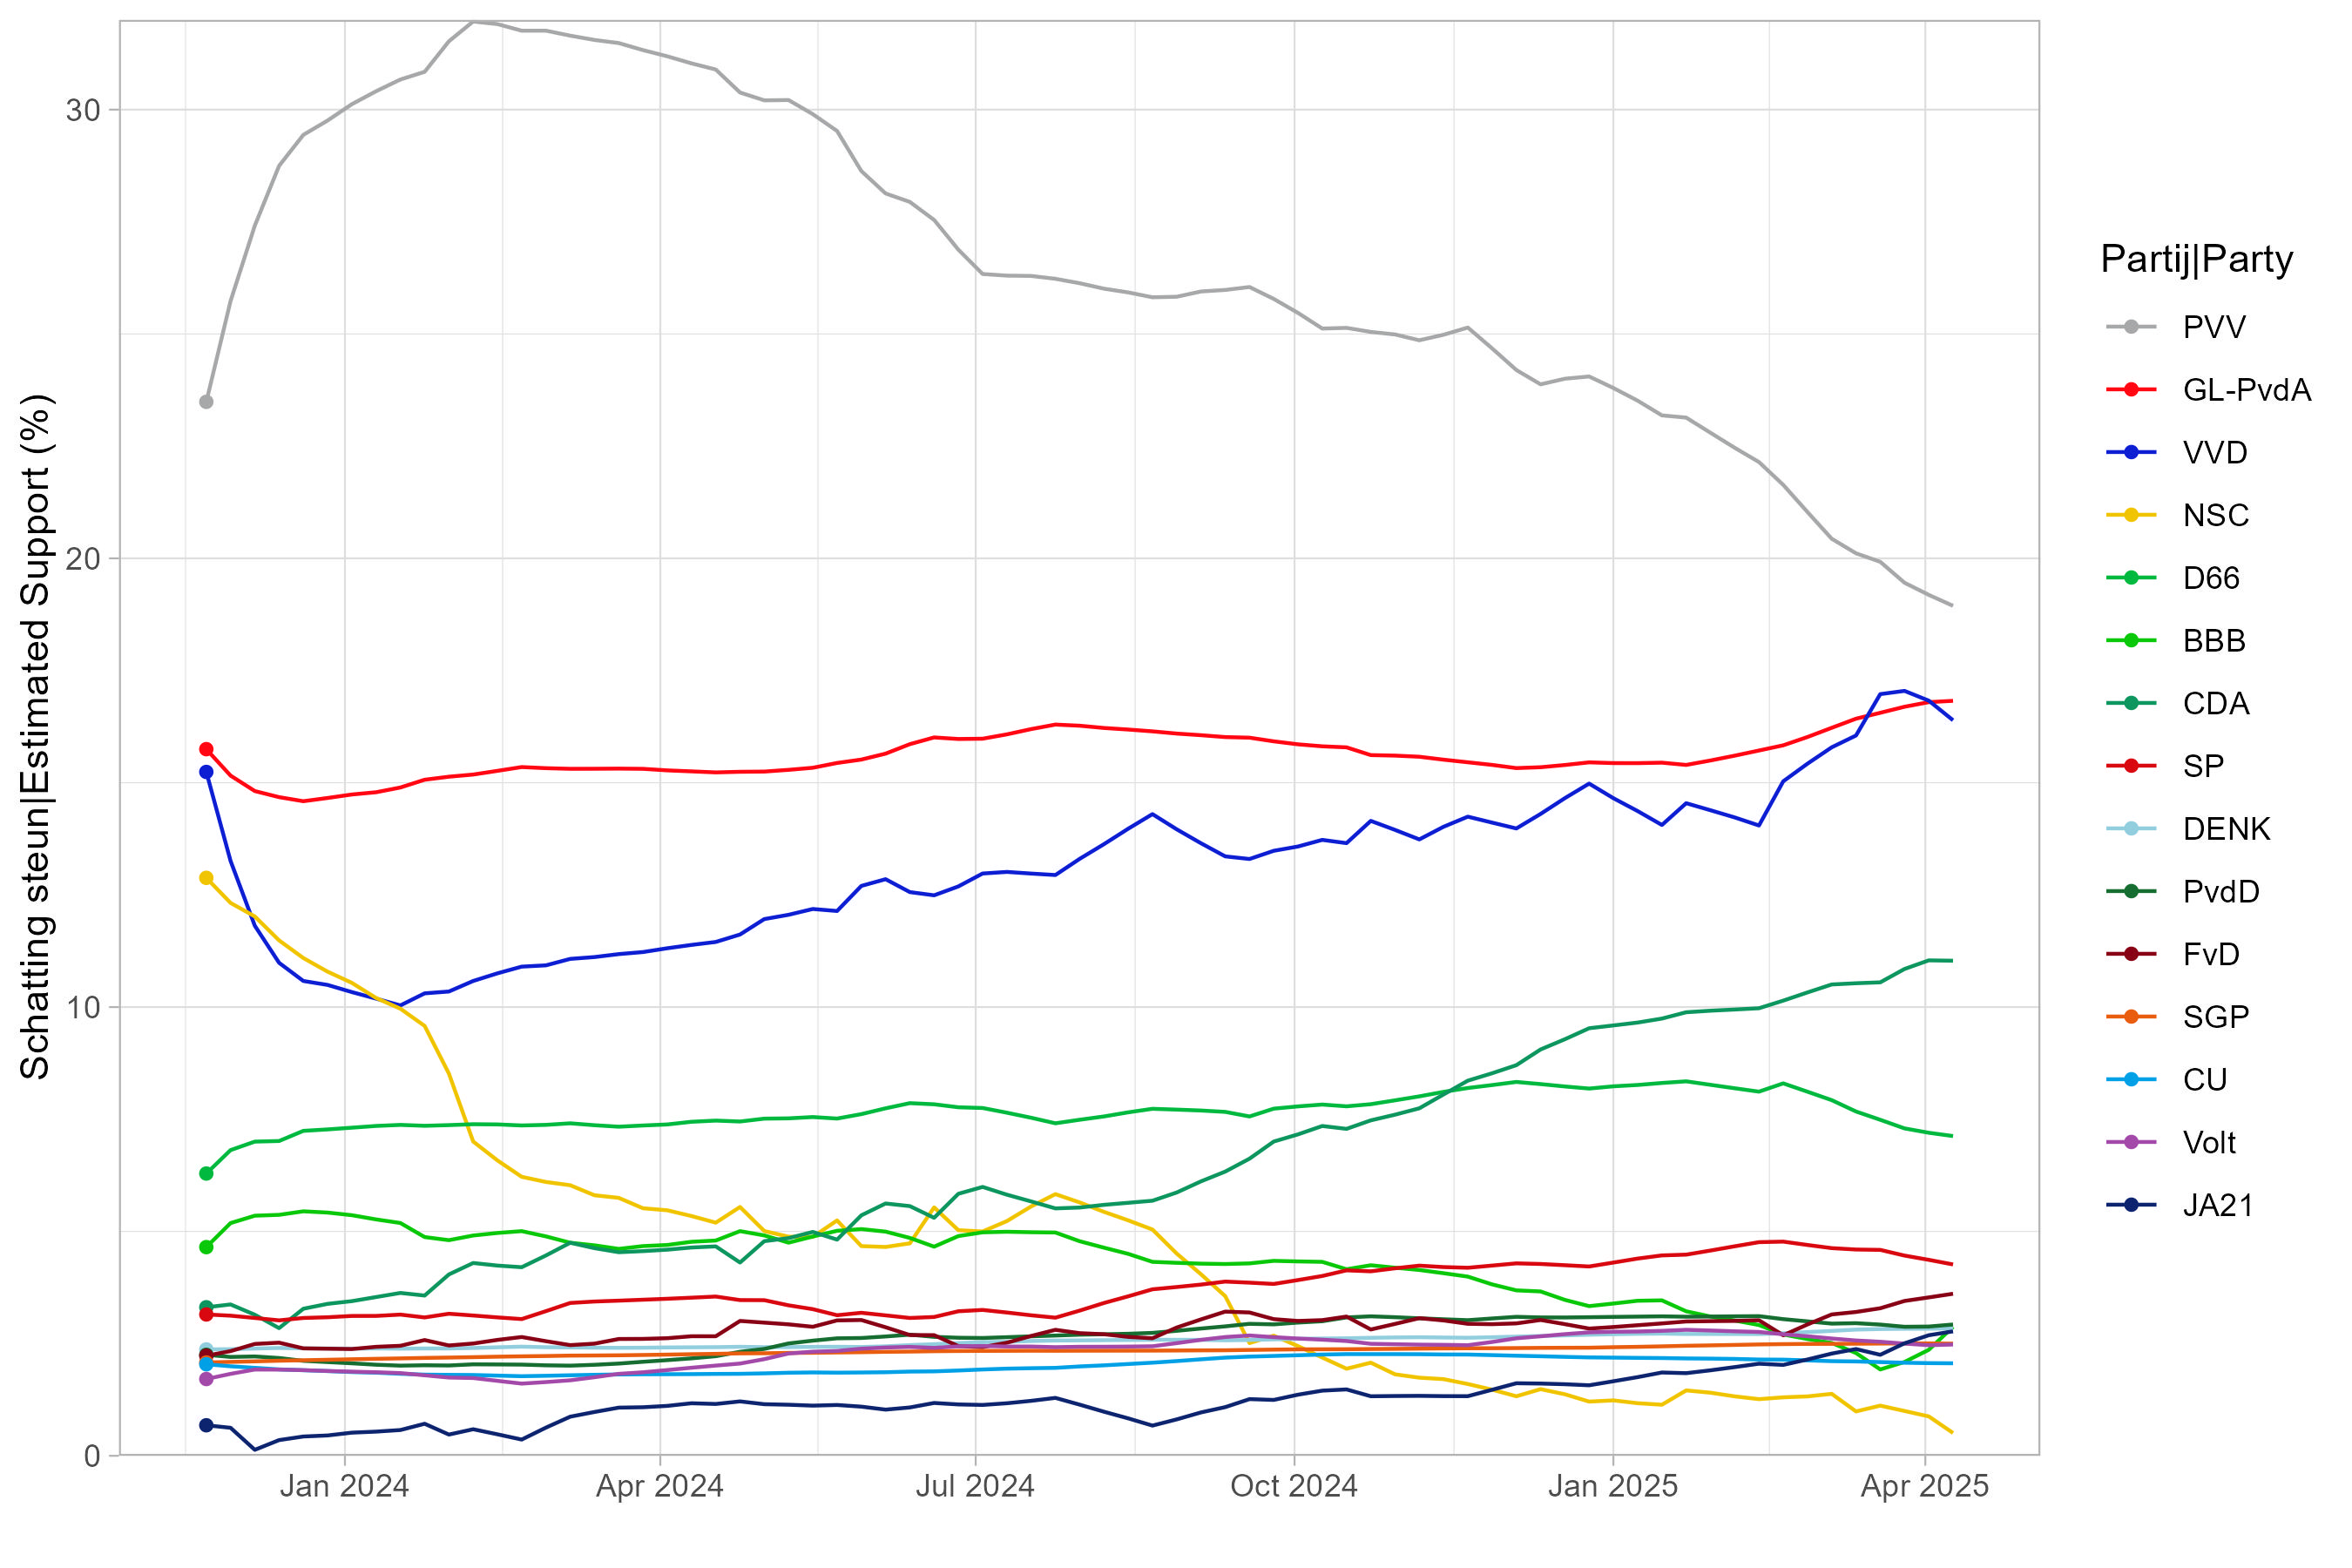 Schatting steun|Estimated Support (%)
30
20
10
0
Jan 2024
Apr 2024
Jul 2024
Oct 2024
Jan 2025
Apr 2025
Partij|Party
PVV
GL-PvdA
VVD
NSC
D66
BBB
CDA
SP
DENK
PvdD
FvD
SGP
CU
Volt
JA21